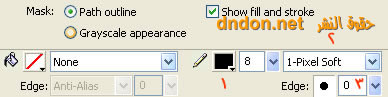 Mask: Path outline Show fill and stroke
Grayscale appearance
dndon.net حقوق النشر
٢
None 8 1-Pixel Soft
Edge: Anti-Alias 0 Edge: 0 ٣
١